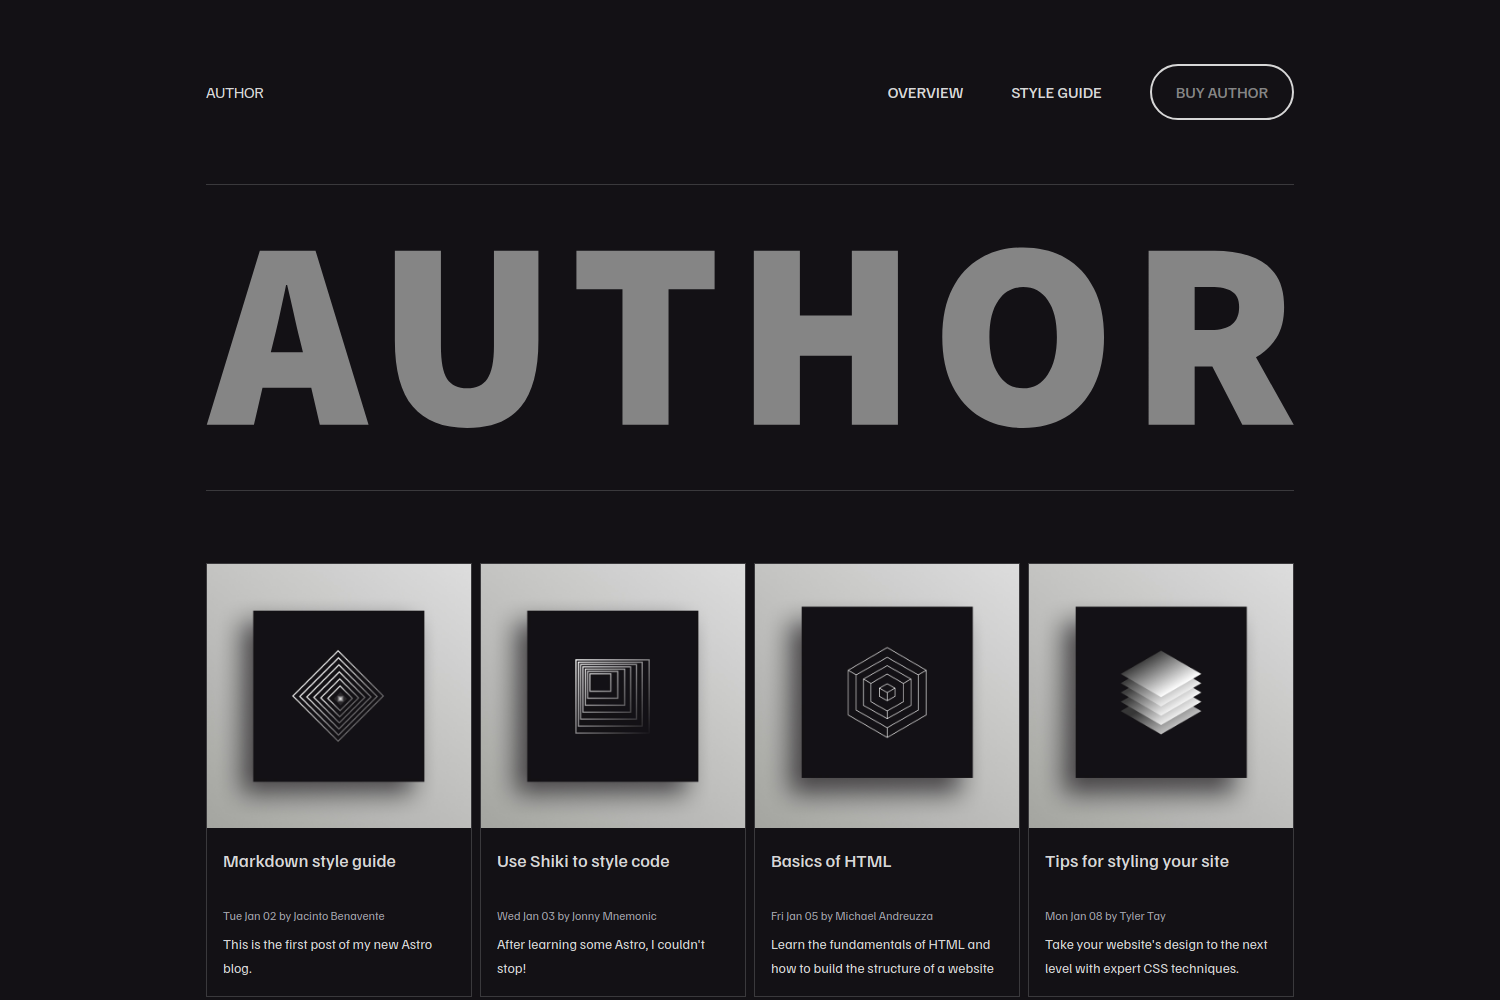 AUTHOR
OVERVIEW
STYLE GUIDE
BUY AUTHOR
AUTHOR
Markdown style guide
Tue Jan 02 by Jacinto Benavente
This is the first post of my new Astro
blog.
Use Shiki to style code
Wed Jan 03 by Jonny Mnemonic
After learning some Astro, I couldn't
stop!
Basics of HTML
Fri Jan 05 by Michael Andreuzza
Learn the fundamentals of HTML and
how to build the structure of a website
Tips for styling your site
Mon Jan 08 by Tyler Tay
Take your website's design to the next
level with expert CSS techniques.